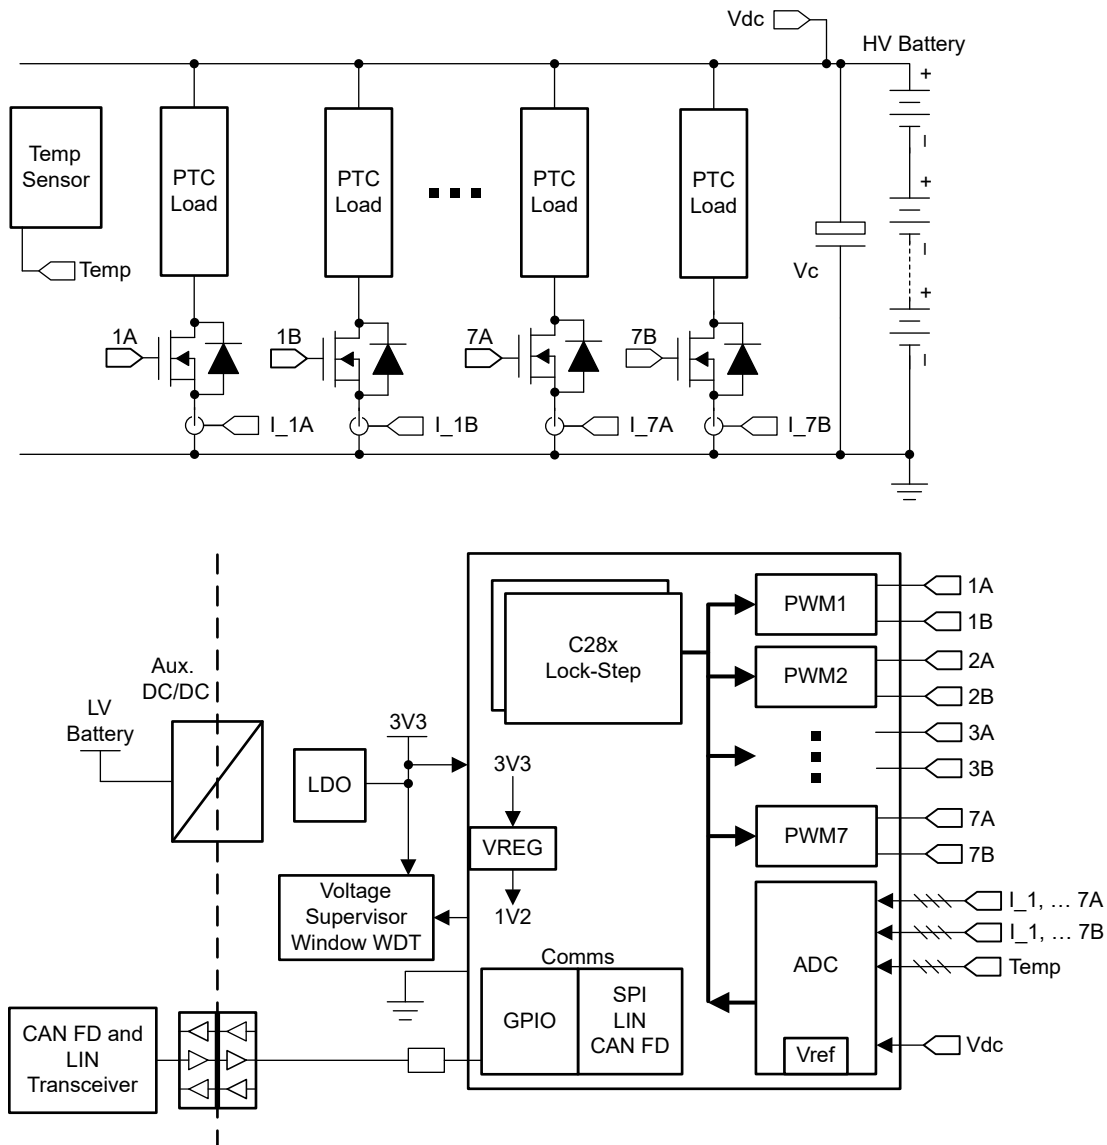 Vdc
HV Battery
+
+
+
Temp
Sensor
PTC
Load
PTC
Load
PTC
Load
PTC
Load
Temp
Vc
1A
1B
7A
7B
I_1A
I_1B
I_7A
I_7B
C28x
Lock-Step
PWM1
1A
1B
PWM2
2A
2B
3A
3B
PWM7
7A
7B
Aux.
DC/DC
LV
Battery
3V3
LDO
3V3
VREG
1V2
Voltage
Supervisor
Window WDT
ADC
I_1, ... 7A
I_1, ... 7B
Temp
Vdc
Vref
Comms
GPIO
SPI
LIN
CAN FD
CAN FD and
LIN
Transceiver